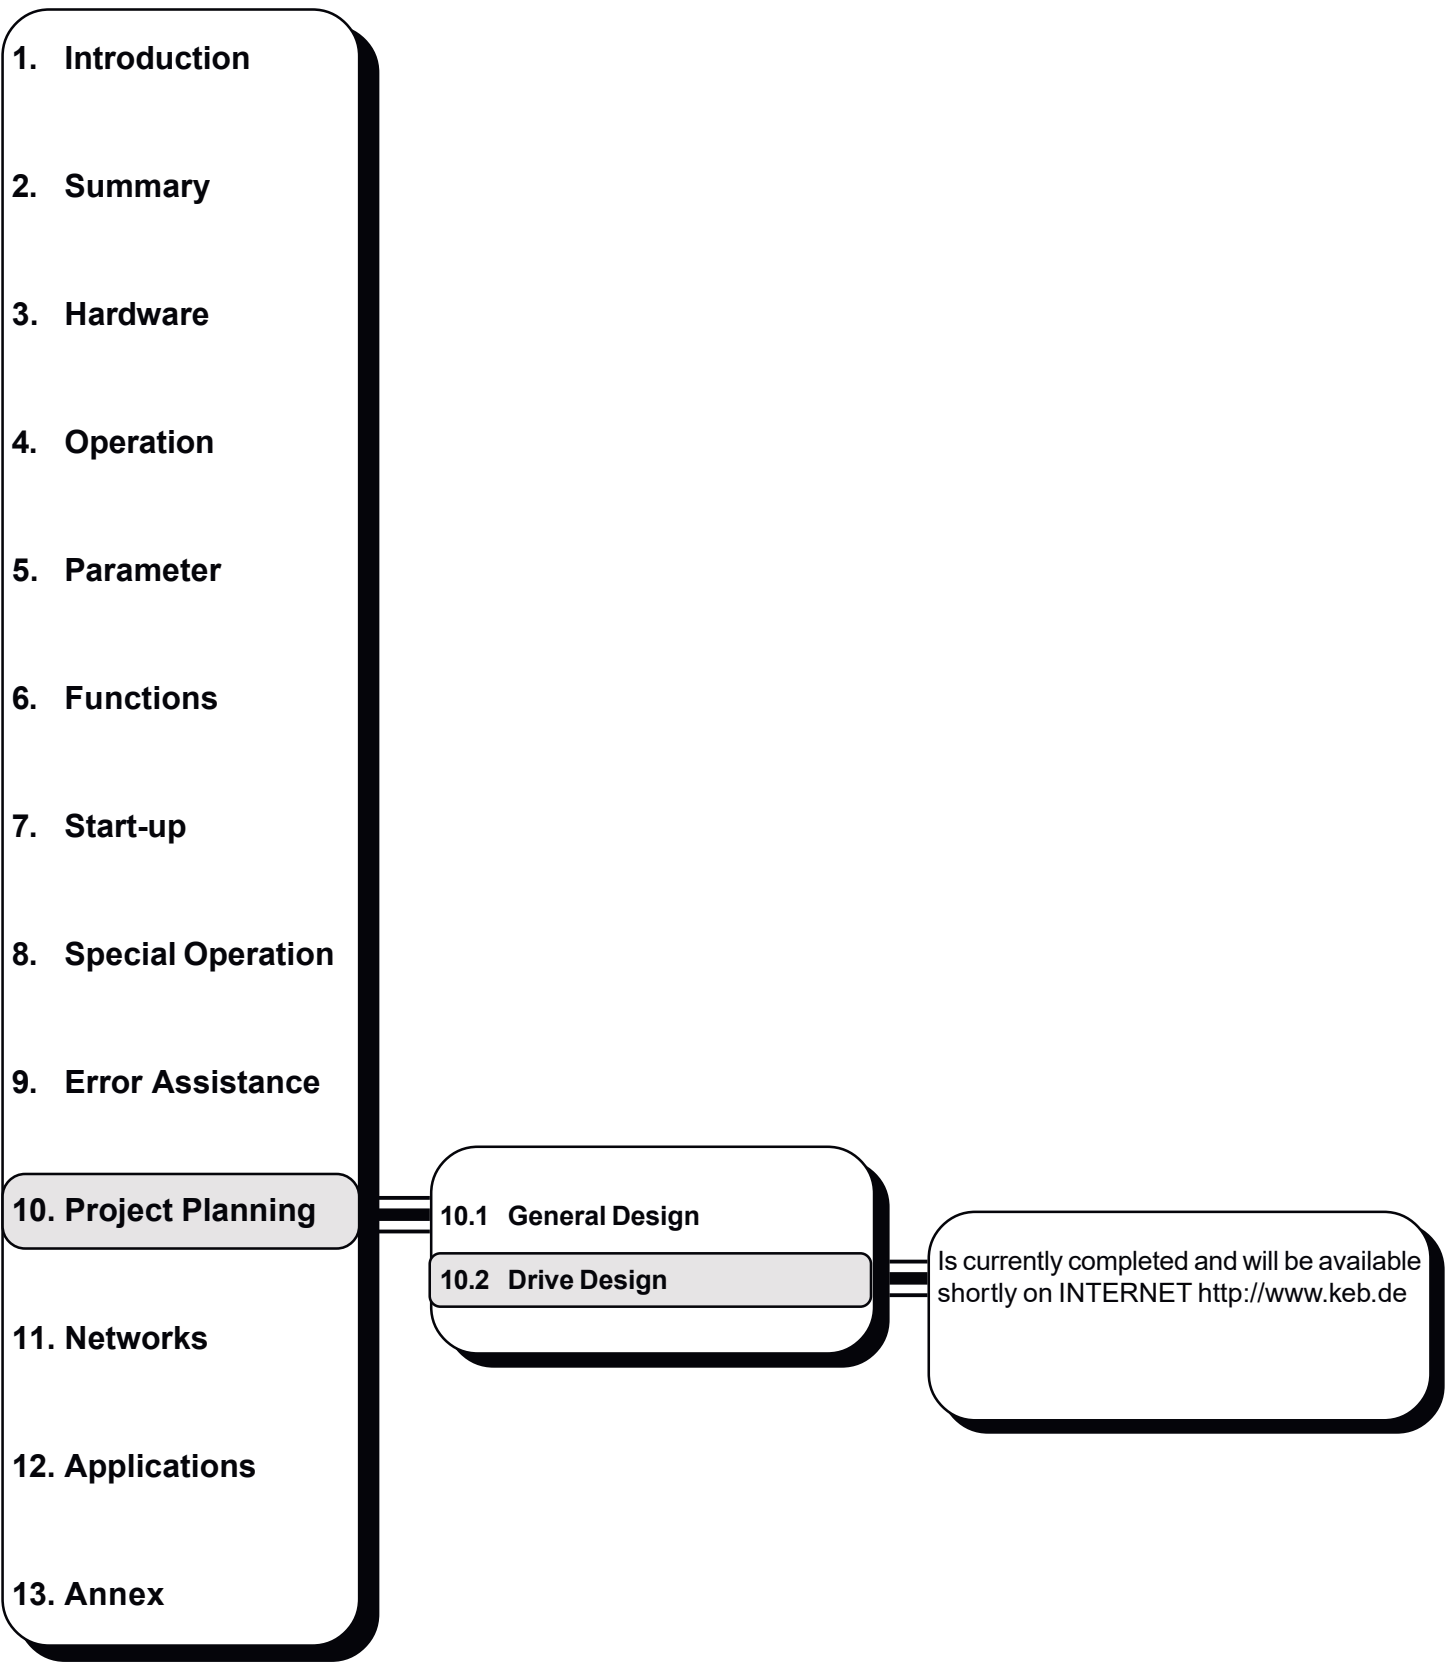 1. Introduction
2. Summary
3. Hardware
4. Operation
5. Parameter
6. Functions
7. Start-up
8. Special Operation
9. Error Assistance
10. Project Planning
11. Networks
12. Applications
13. Annex
10.1 General Design
10.2 Drive Design
Is currently completed and will be available
shortly on INTERNET http://www.keb.de